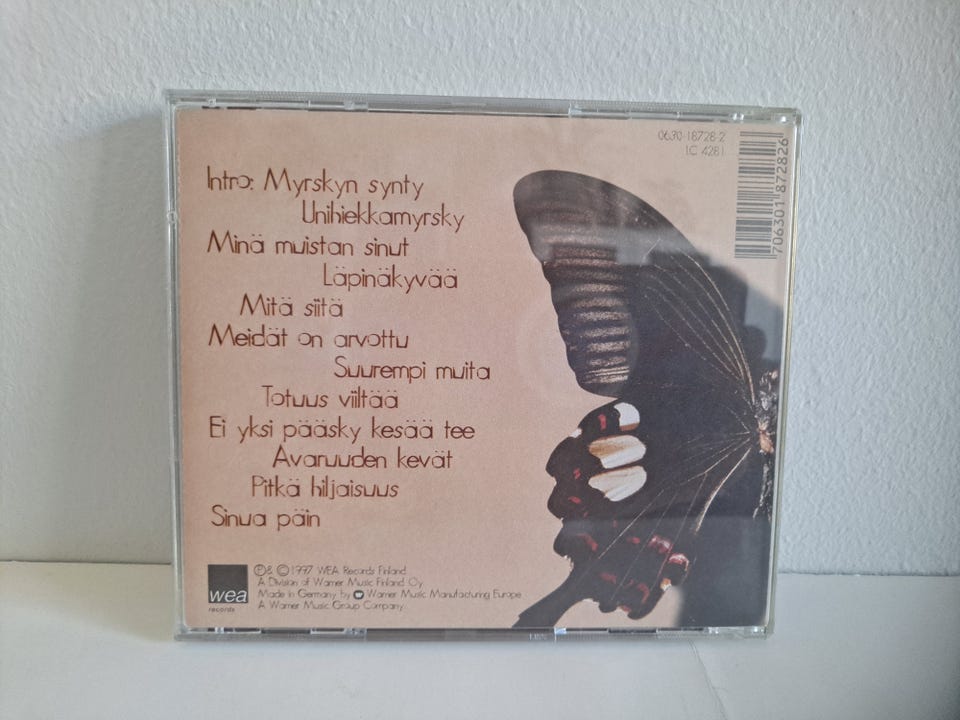 0630-18728-2
LC 4281
706301 872826
Intro: Myrskyn synty
Unihiekkamyrsky
Minä muistan sinut
Läpinäkyvää
Mitä siitä
Meidät on arvottu
Suurempi muita
Totuus viiltää
Ei yksi pääsky kesää tee
Avaruuden kevät
Pitkä hiljaisuus
Sinua päin
wea
records
℗ & © 1997 WEA Records Finland
A Division of Warner Music Finland Oy
Made in Germany by Warner Music Manufacturing Europe
A Warner Music Group Company.